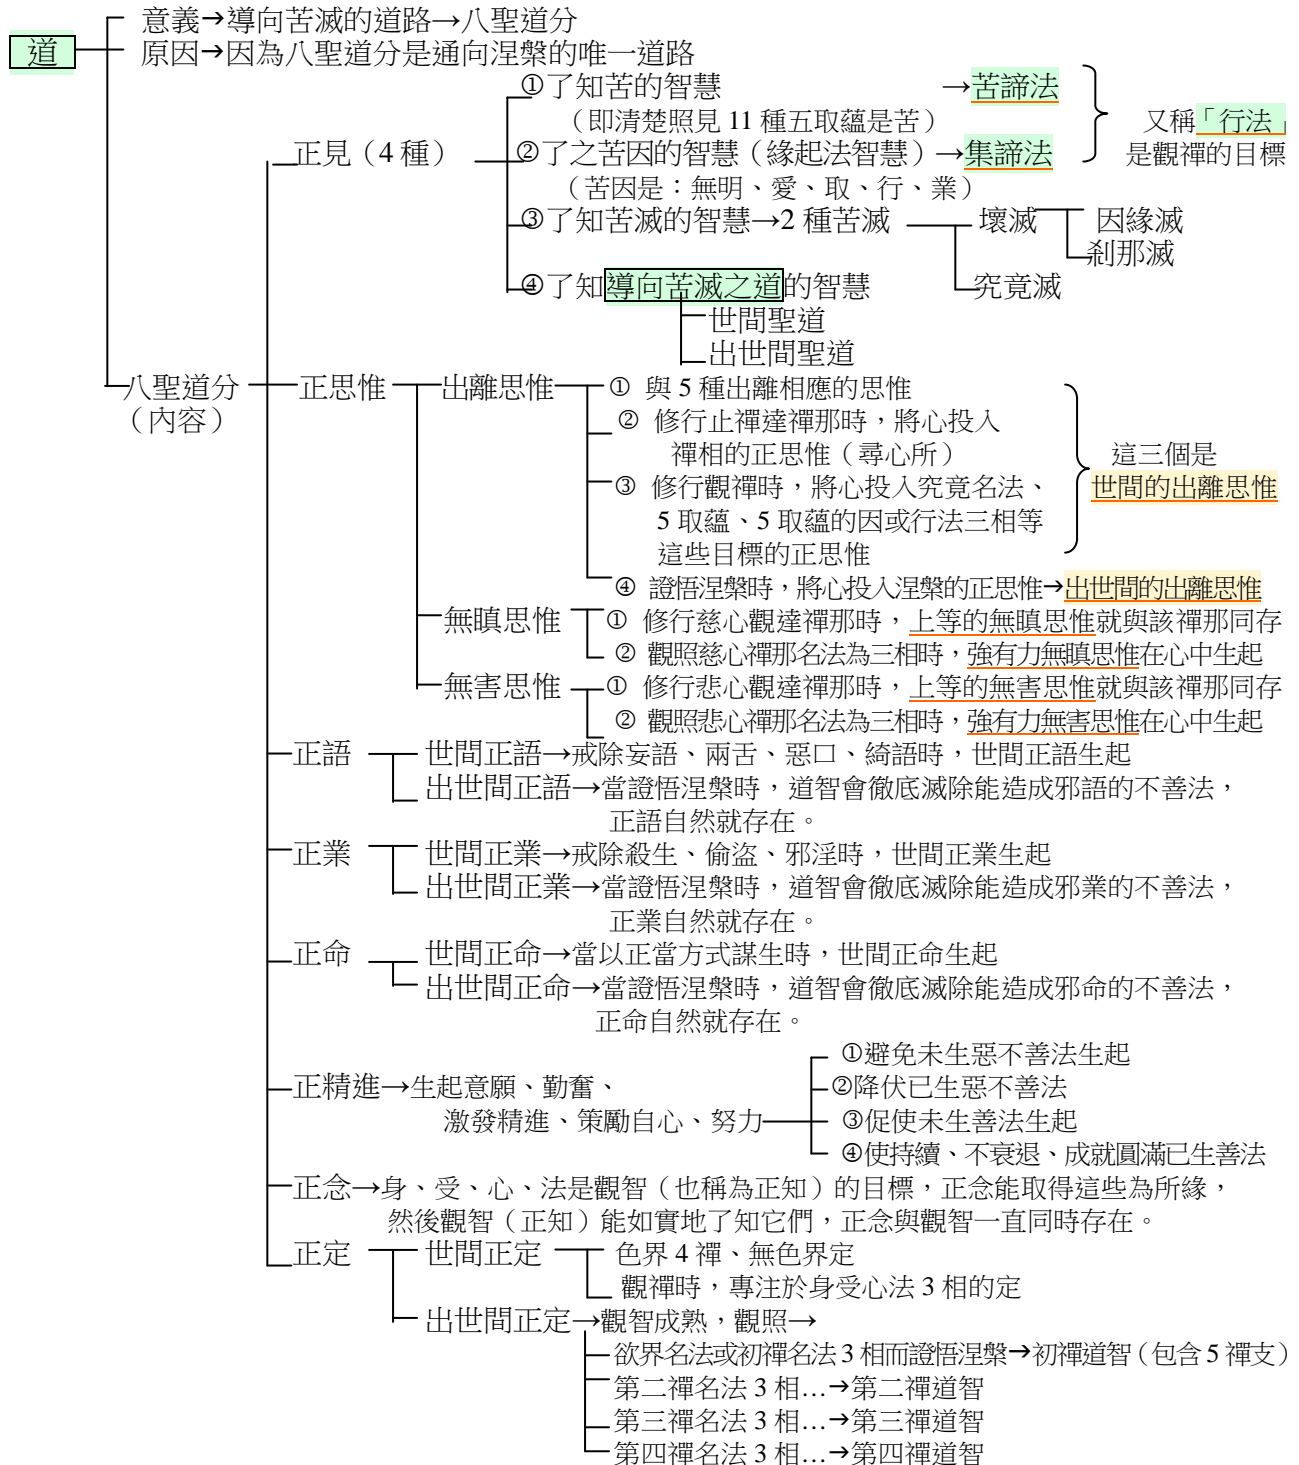 意義→導向苦滅的道路→八聖道分
道
原因→因為八聖道分是通向涅槃的唯一道路
①了知苦的智慧 →苦諦法
（即清楚照見 11 種五取蘊是苦）
又稱「行法」
正見（4 種）
②了之苦因的智慧（緣起法智慧）→集諦法
是觀禪的目標
（苦因是：無明、愛、取、行、業）
③了知苦滅的智慧→2 種苦滅 壞滅 因緣滅
剎那滅
④了知導向苦滅之道的智慧 究竟滅
世間聖道
出世間聖道
八聖道分 正思惟 出離思惟 ① 與 5 種出離相應的思惟
（內容）
② 修行止禪達禪那時，將心投入
禪相的正思惟（尋心所）
這三個是
③ 修行觀禪時，將心投入究竟名法、
世間的出離思惟
5 取蘊、5 取蘊的因或行法三相等
這些目標的正思惟
④ 證悟涅槃時，將心投入涅槃的正思惟→出世間的出離思惟
無瞋思惟 ① 修行慈心觀達禪那時，上等的無瞋思惟就與該禪那同存
② 觀照慈心禪那名法為三相時，強有力無瞋思惟在心中生起
無害思惟 ① 修行悲心觀達禪那時，上等的無害思惟就與該禪那同存
② 觀照悲心禪那名法為三相時，強有力無害思惟在心中生起
正語 世間正語→戒除妄語、兩舌、惡口、綺語時，世間正語生起
出世間正語→當證悟涅槃時，道智會徹底滅除能造成邪語的不善法，
正語自然就存在。
正業 世間正業→戒除殺生、偷盜、邪淫時，世間正業生起
出世間正業→當證悟涅槃時，道智會徹底滅除能造成邪業的不善法，
正業自然就存在。
正命 世間正命→當以正當方式謀生時，世間正命生起
出世間正命→當證悟涅槃時，道智會徹底滅除能造成邪命的不善法，
正命自然就存在。
①避免未生惡不善法生起
正精進→生起意願、勤奮、 ②降伏已生惡不善法
激發精進、策勵自心、努力 ③促使未生善法生起
④使持續、不衰退、成就圓滿已生善法
正念→身、受、心、法是觀智（也稱為正知）的目標，正念能取得這些為所緣，
然後觀智（正知）能如實地了知它們，正念與觀智一直同時存在。
正定 世間正定 色界 4 禪、無色界定
觀禪時，專注於身受心法 3 相的定
出世間正定→觀智成熟，觀照→
欲界名法或初禪名法 3 相而證悟涅槃→初禪道智（包含 5 禪支）
第二禪名法 3 相…→第二禪道智
第三禪名法 3 相…→第三禪道智
第四禪名法 3 相…→第四禪道智